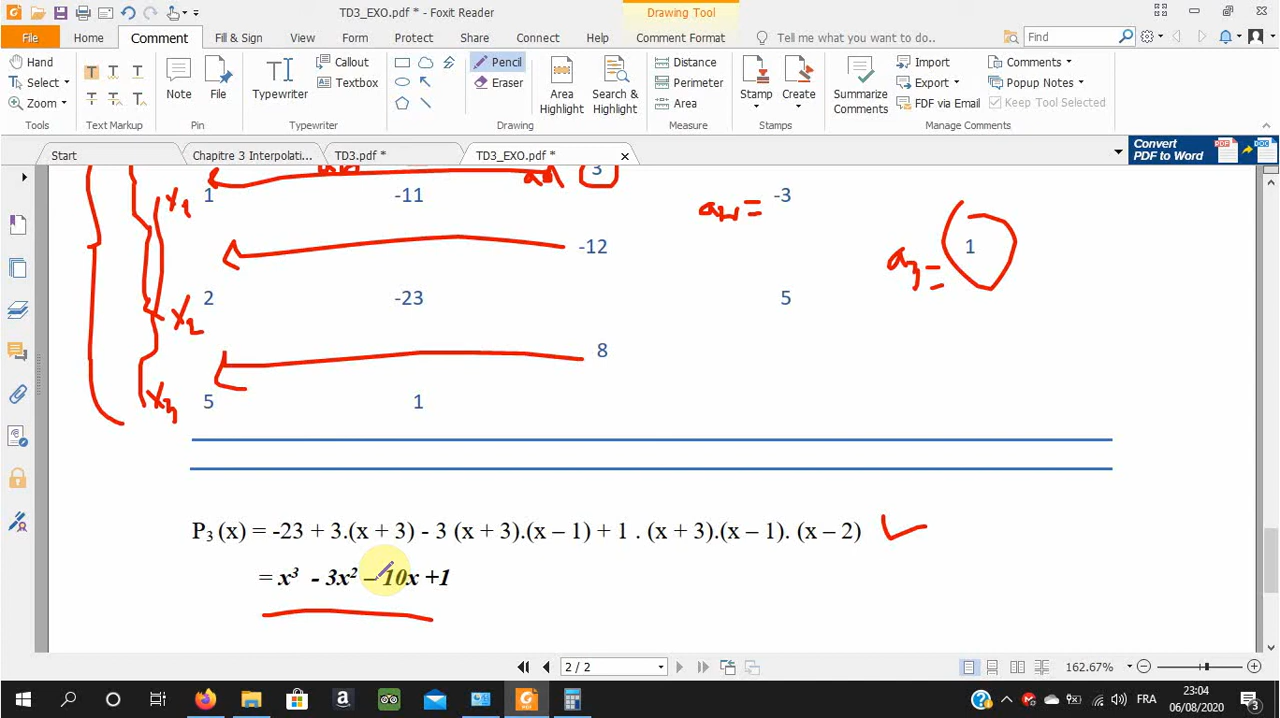 TD3_EXO.pdf * - Foxit Reader
Drawing Tool
File Home Comment Fill & Sign View Form Protect Share Connect Help Comment Format Tell me what you want to do.. Find
Hand
Select
Zoom
Tools
Text Markup
Note
File
Pin
Typewriter
Callout
Textbox
Typewriter
Pencil
Eraser
Area Highlight
Search & Highlight
Drawing
Distance
Perimeter
Area
Measure
Stamp
Create
Stamps
Summarize Comments
Import
Export
FDF via Email
Comments
Popup Notes
Keep Tool Selected
Manage Comments
Start
Chapitre 3 Interpolati...
TD3.pdf *
TD3_EXO.pdf *
Convert PDF to Word
3
1 x1 -11 a2= -3
-12 a3= 1
2 x2 -23 5
8
5 x3 1
P3 (x) = -23 + 3.(x + 3) - 3 (x + 3).(x – 1) + 1 . (x + 3).(x – 1). (x – 2)
= x³ - 3x² – 10x +1
2 / 2
162.67%
FRA
23:04
06/08/2020
3